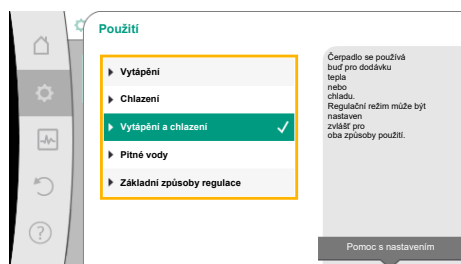 Použití
Vytápění
Chlazení
Vytápění a chlazení
Pitné vody
Základní způsoby regulace
Čerpadlo se používá
buď pro dodávku
tepla
nebo
chladu.
Regulační režim může být
nastaven
zvlášť pro
oba způsoby použití.
Pomoc s nastavením